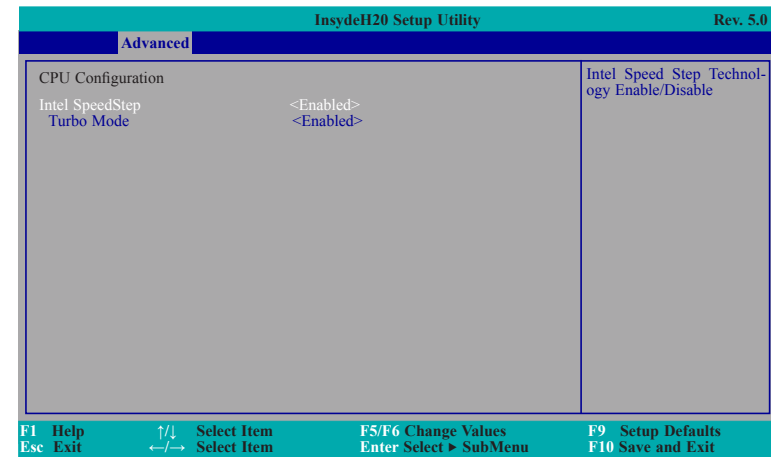 InsydeH20 Setup Utility Rev. 5.0
Advanced
CPU Configuration
Intel SpeedStep <Enabled>
Turbo Mode <Enabled>
Intel Speed Step Technol-
ogy Enable/Disable
F1 Help ↑/↓ Select Item F5/F6 Change Values F9 Setup Defaults
Esc Exit ←/→ Select Item Enter Select ► SubMenu F10 Save and Exit